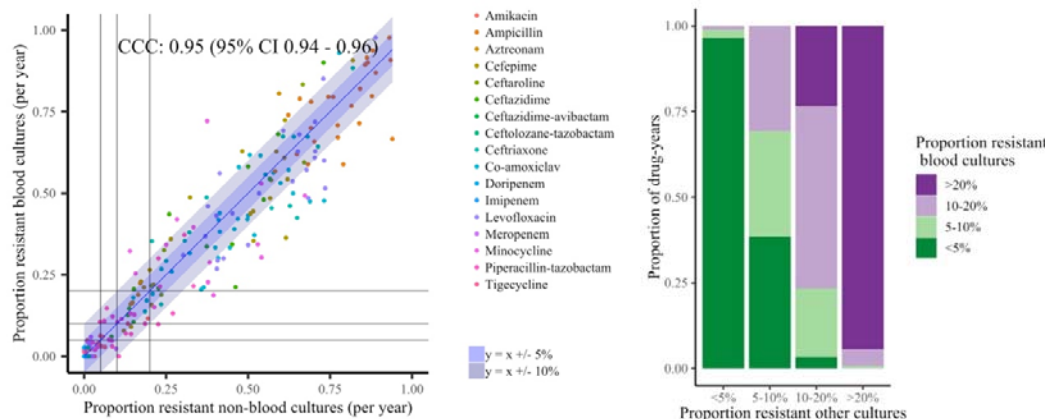 CCC: 0.95 (95% CI 0.94 - 0.96)
1.00
0.75
0.50
0.25
0.00
Proportion resistant blood cultures (per year)
0.00 0.25 0.50 0.75 1.00
Proportion resistant non-blood cultures (per year)
Amikacin
Ampicillin
Aztreonam
Cefepime
Ceftaroline
Ceftazidime
Ceftazidime-avibactam
Ceftolozane-tazobactam
Ceftriaxone
Co-amoxiclav
Doripenem
Imipenem
Levofloxacin
Meropenem
Minocycline
Piperacillin-tazobactam
Tigecycline
y = x +/- 5%
y = x +/- 10%
1.00
0.75
0.50
0.25
0.00
Proportion of drug-years
<5% 5-10% 10-20% >20%
Proportion resistant other cultures
Proportion resistant
blood cultures
>20%
10-20%
5-10%
<5%